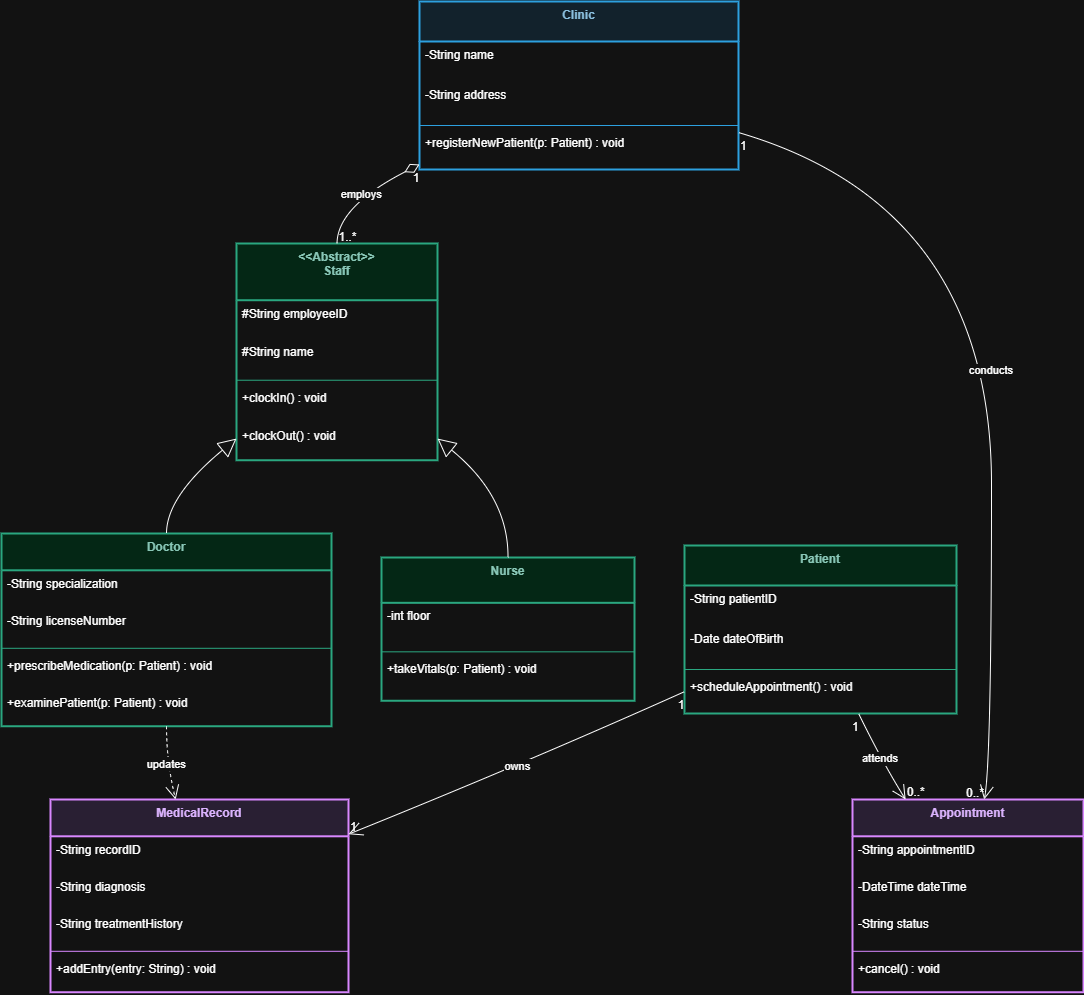 Clinic
-String name
-String address
+registerNewPatient(p: Patient) : void
1
1
employs
1..*
<<Abstract>>
Staff
#String employeeID
#String name
+clockIn() : void
+clockOut() : void
conducts
Doctor
-String specialization
-String licenseNumber
+prescribeMedication(p: Patient) : void
+examinePatient(p: Patient) : void
Nurse
-int floor
+takeVitals(p: Patient) : void
Patient
-String patientID
-Date dateOfBirth
+scheduleAppointment() : void
1
1
updates
owns
attends
1
0..*
0..*
MedicalRecord
-String recordID
-String diagnosis
-String treatmentHistory
+addEntry(entry: String) : void
Appointment
-String appointmentID
-DateTime dateTime
-String status
+cancel() : void